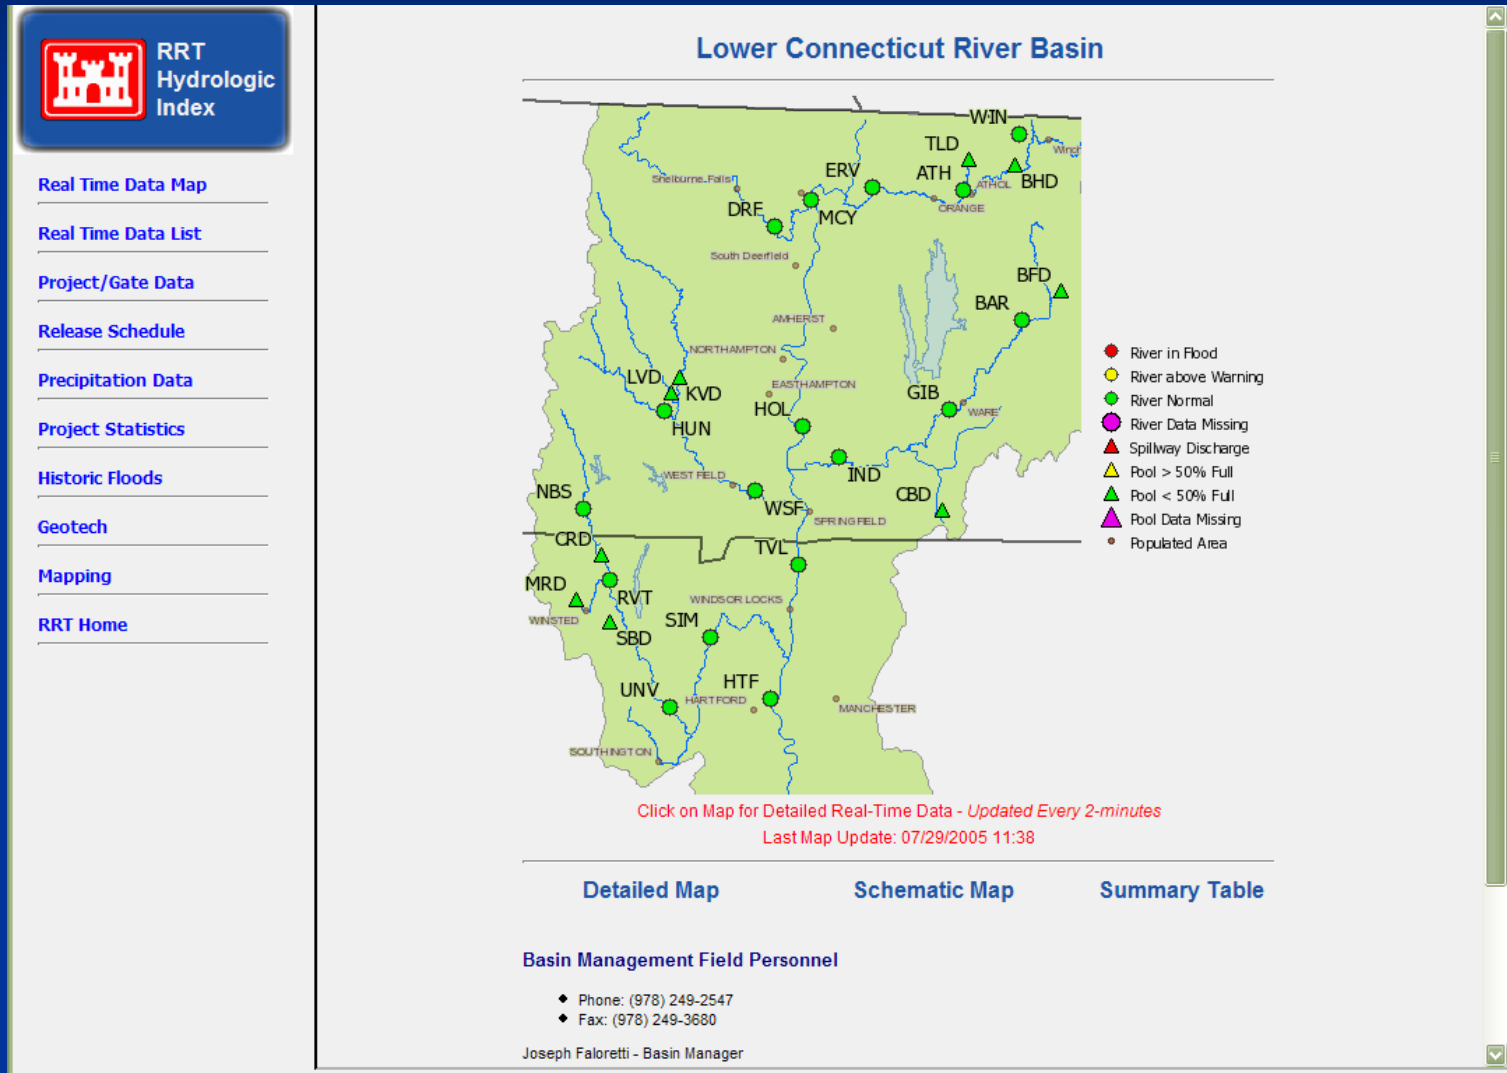 RRT
Hydrologic
Index
Real Time Data Map
Real Time Data List
Project/Gate Data
Release Schedule
Precipitation Data
Project Statistics
Historic Floods
Geotech
Mapping
RRT Home
Lower Connecticut River Basin
WIN
TLD
Winch
ERV
ATH
BHD
Shelburne Falls
ATHOL
DRF
MCY
ORANGE
South Deerfield
BFD
BAR
AMHERST
NORTHAMPTON
LVD
KVD
EASTHAMPTON
HOL
GIB
WARE
HUN
WESTFIELD
IND
NBS
WSF
CBD
SPRINGFIELD
CRD
TVL
MRD
RVT
WINDSOR LOCKS
WINSTED
SIM
SBD
UNV
HTF
HARTFORD
MANCHESTER
SOUTHINGTON
River in Flood
River above Warning
River Normal
River Data Missing
Spillway Discharge
Pool > 50% Full
Pool < 50% Full
Pool Data Missing
Populated Area
Click on Map for Detailed Real-Time Data - Updated Every 2-minutes
Last Map Update: 07/29/2005 11:38
Detailed Map Schematic Map Summary Table
Basin Management Field Personnel
Phone: (978) 249-2547
Fax: (978) 249-3680
Joseph Faloretti - Basin Manager